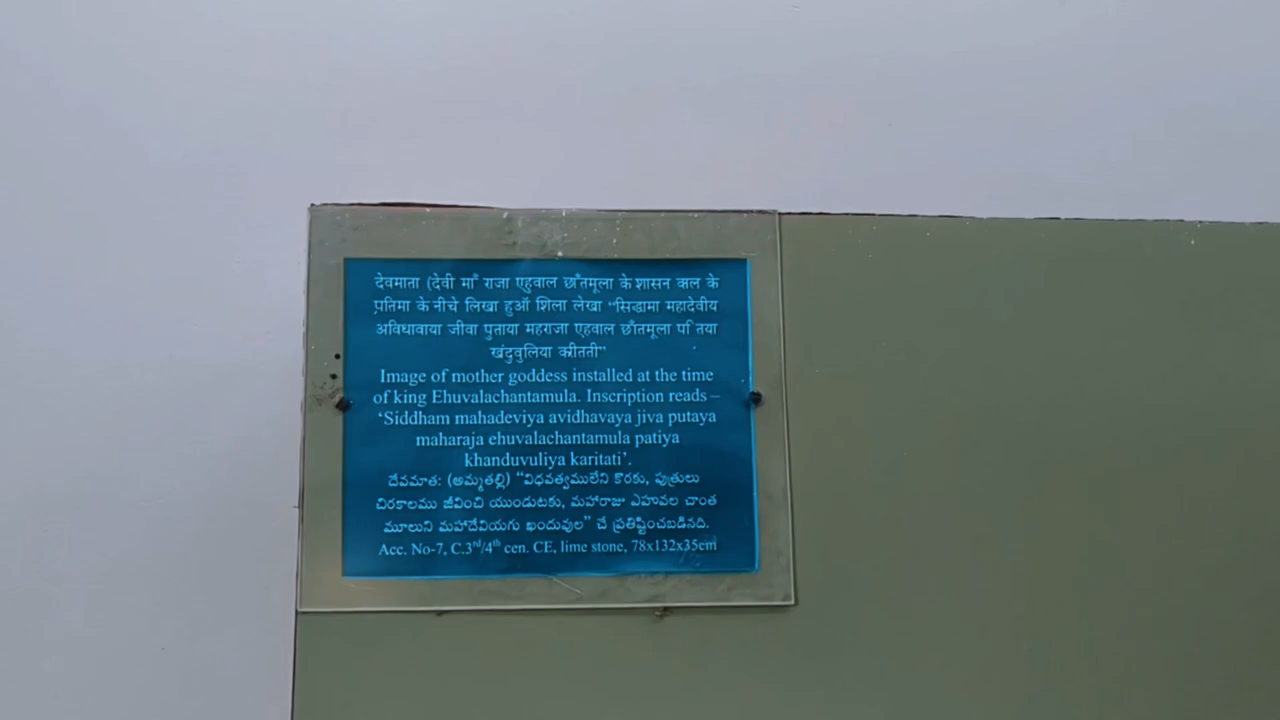 देवमाता (देवी माँ राजा एहुवाल छाँतमूला के शासन काल के
प्रतिमा के नीचे लिखा हुऑ शिला लेखा “सिद्धामा महादेवीय
अविधावाया जीवा पुताया महराजा एहवाल छाँतमूला पतिया
खंदुवुलिया करीतती”
Image of mother goddess installed at the time
of king Ehuvalachantamula. Inscription reads –
‘Siddham mahadeviya avidhavaya jiva putaya
maharaja ehuvalachantamula patiya
khanduvuliya karitati’.
దేవమాత: (అమ్మతల్లి) “విధవత్వములేని కొరకు, పుత్రులు
చిరకాలము జీవించి యుండుటకు, మహారాజు ఎహవల చాంత
మూలుని మహాదేవియగు ఖందువుల” చే ప్రతిష్టించబడినది.
Acc. No-7, C.3rd/4th cen. CE, lime stone, 78x132x35cm